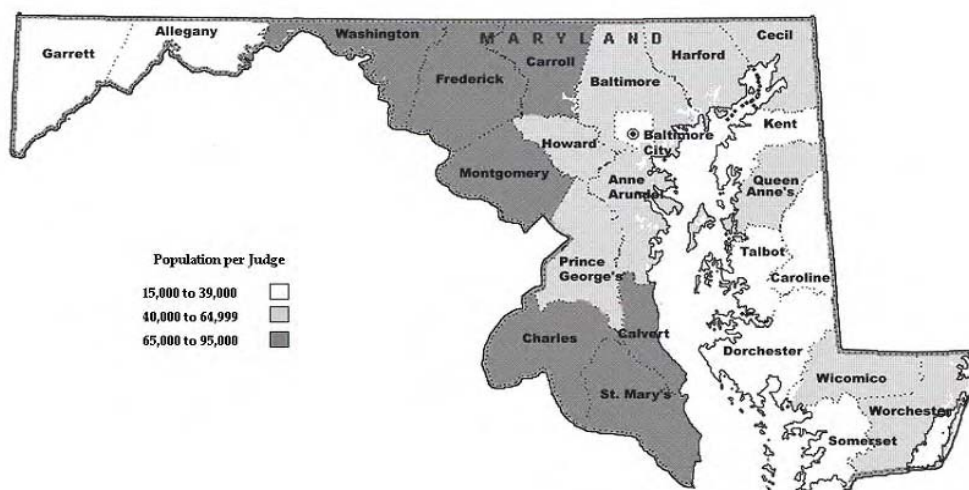 MARYLAND
Garrett
Allegany
Washington
Frederick
Carroll
Baltimore
Harford
Cecil
Kent
Baltimore
City
Howard
Montgomery
Anne
Arundel
Queen
Anne's
Talbot
Caroline
Prince
George's
Charles
Calvert
St. Mary's
Dorchester
Wicomico
Worchester
Somerset
Population per Judge
15,000 to 39,000
40,000 to 64,999
65,000 to 95,000